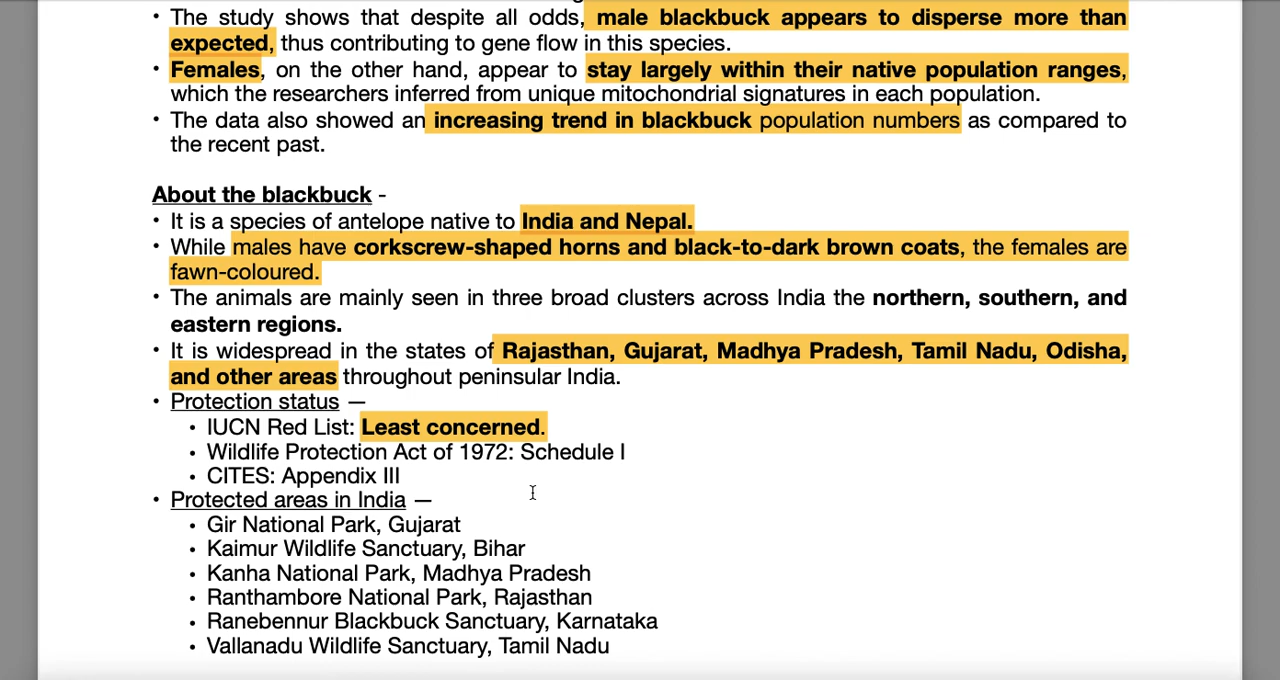 • The study shows that despite all odds, male blackbuck appears to disperse more than
expected, thus contributing to gene flow in this species.
• Females, on the other hand, appear to stay largely within their native population ranges,
which the researchers inferred from unique mitochondrial signatures in each population.
• The data also showed an increasing trend in blackbuck population numbers as compared to
the recent past.
About the blackbuck -
• It is a species of antelope native to India and Nepal.
• While males have corkscrew-shaped horns and black-to-dark brown coats, the females are
fawn-coloured.
• The animals are mainly seen in three broad clusters across India the northern, southern, and
eastern regions.
• It is widespread in the states of Rajasthan, Gujarat, Madhya Pradesh, Tamil Nadu, Odisha,
and other areas throughout peninsular India.
• Protection status —
• IUCN Red List: Least concerned.
• Wildlife Protection Act of 1972: Schedule I
• CITES: Appendix III
• Protected areas in India —
• Gir National Park, Gujarat
• Kaimur Wildlife Sanctuary, Bihar
• Kanha National Park, Madhya Pradesh
• Ranthambore National Park, Rajasthan
• Ranebennur Blackbuck Sanctuary, Karnataka
• Vallanadu Wildlife Sanctuary, Tamil Nadu